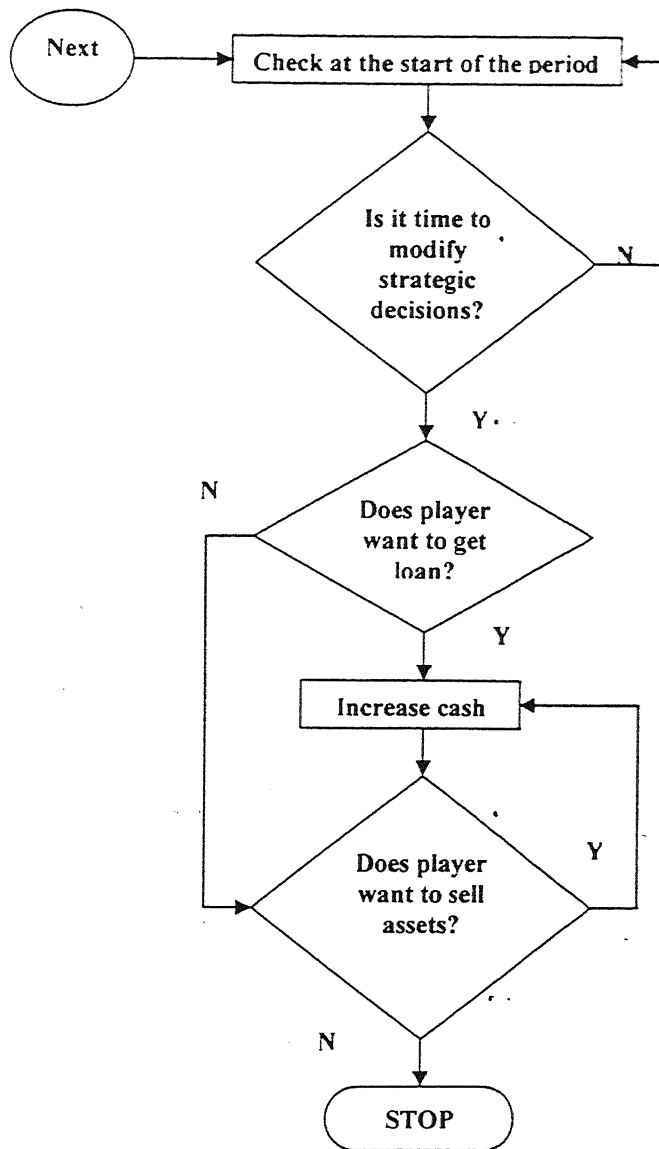 Next
Check at the start of the period
Is it time to
modify
strategic
decisions?
N
Y
N
Does player
want to get
loan?
Y
Increase cash
Does player
want to sell
assets?
Y
N
STOP